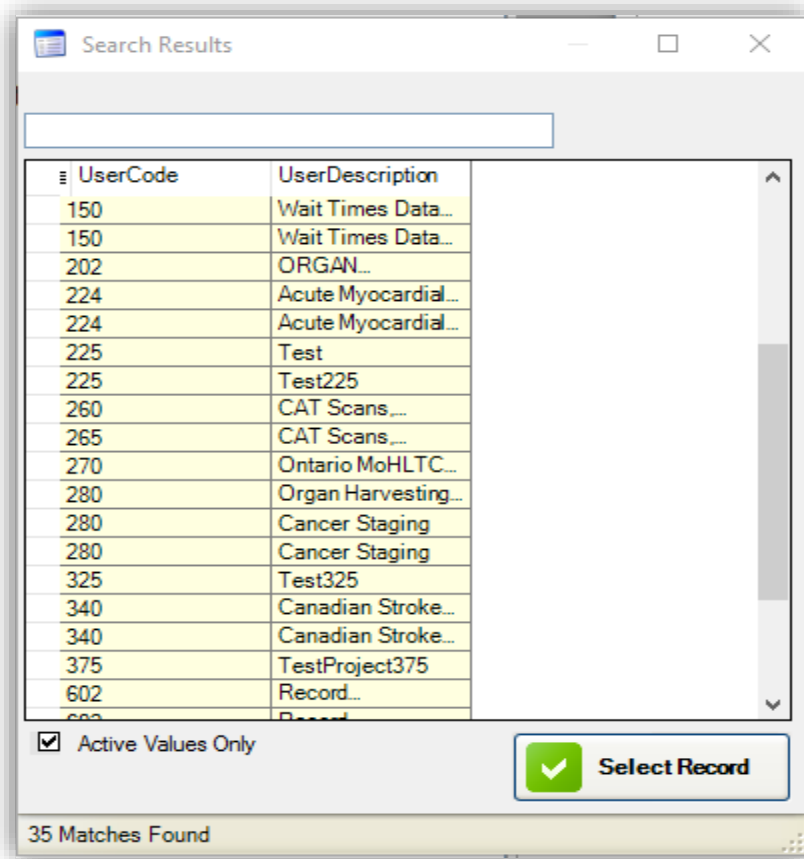 Search Results
UserCode UserDescription
150 Wait Times Data...
150 Wait Times Data...
202 ORGAN...
224 Acute Myocardial...
224 Acute Myocardial...
225 Test
225 Test225
260 CAT Scans,...
265 CAT Scans,...
270 Ontario MoHLTC...
280 Organ Harvesting...
280 Cancer Staging
280 Cancer Staging
325 Test325
340 Canadian Stroke...
340 Canadian Stroke...
375 TestProject375
602 Record...
Active Values Only
Select Record
35 Matches Found